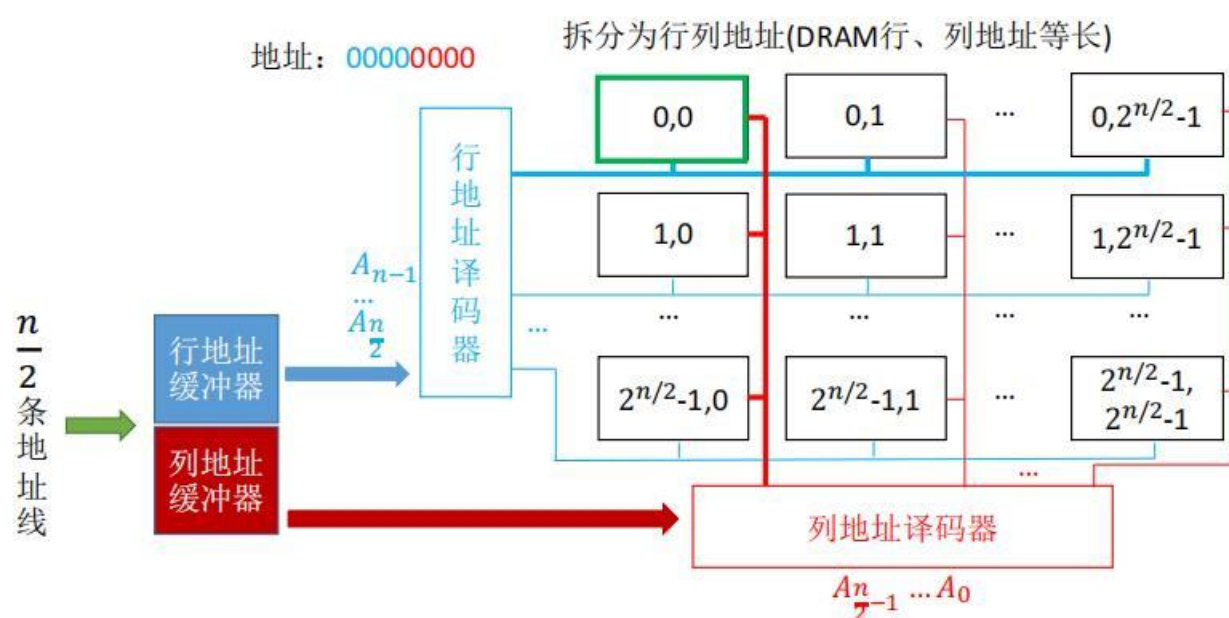 拆分为行列地址(DRAM行、列地址等长)
地址：00000000
0,0
0,1
...
0,2^{n/2}-1
行地址译码器
1,0
1,1
...
1,2^{n/2}-1
A_{n-1}
...
A_{n/2}
...
...
...
...
...
n/2条地址线
行地址缓冲器
2^{n/2}-1,0
2^{n/2}-1,1
...
2^{n/2}-1,
2^{n/2}-1
列地址缓冲器
...
列地址译码器
A_{n/2-1} ... A_0